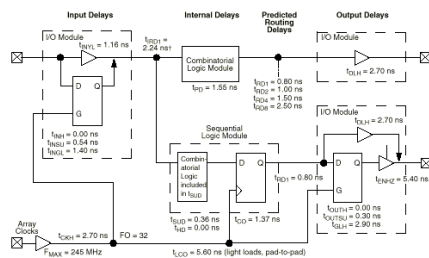 Input Delays
Internal Delays
Predicted
Routing
Delays
Output Delays
I/O Module
tINYL = 1.16 ns
tIRD1 =
2.24 ns†
Combinatorial
Logic Module
tPD = 1.55 ns
I/O Module
tDLH = 2.70 ns
tRD1 = 0.80 ns
tRD2 = 1.00 ns
tRD4 = 1.50 ns
tRD8 = 2.50 ns
D
Q
G
tINH = 0.00 ns
tINSU = 0.54 ns
tINGL = 1.40 ns
Sequential
Logic Module
Combin-
atorial
Logic
included
in tSUD
D
Q
tRD1 = 0.80 ns
I/O Module
tDLH = 2.70 ns
D
Q
G
tENHZ = 5.40 ns
tSUD = 0.36 ns
tHD = 0.00 ns
tCO = 1.37 ns
tOUTH = 0.00 ns
tOUTSU = 0.30 ns
tGLH = 2.90 ns
Array
Clocks
tCKH = 2.70 ns
FO = 32
FMAX = 245 MHz
tLCO = 5.60 ns (light loads, pad-to-pad)